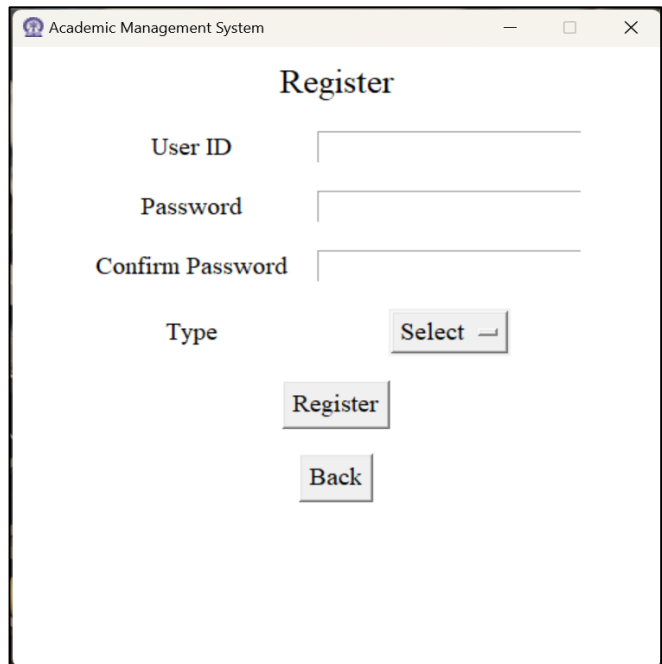 Academic Management System
Register
User ID
Password
Confirm Password
Type Select
Register
Back